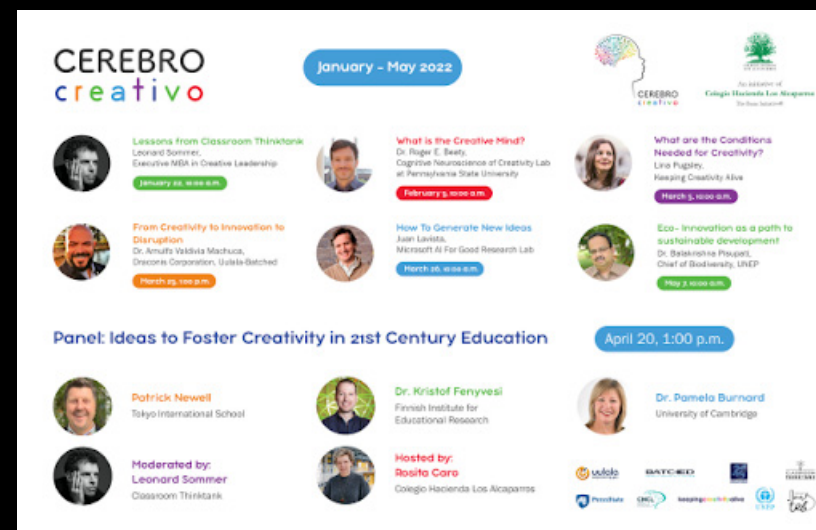 CEREBRO
creativo
January - May 2022
CEREBRO
creativo
An initiative of
Colegio Hacienda Los Alcaparros
Lessons from Classroom Thinktank
Leonard Sommer,
Executive MBA in Creative Leadership
January 22, 10:00 a.m.
What is the Creative Mind?
Dr. Roger E. Beaty,
Cognitive Neuroscience of Creativity Lab
at Pennsylvania State University
February 5, 10:00 a.m.
What are the Conditions
Needed for Creativity?
Lina Pugsley,
Keeping Creativity Alive
March 5, 10:00 a.m.
From Creativity to Innovation to
Disruption
Dr. Arnulfo Valdivia Machuca,
Draconis Corporation, Uulala-Batched
March 25, 1:00 p.m.
How To Generate New Ideas
Juan Lavista,
Microsoft AI For Good Research Lab
March 26, 10:00 a.m.
Eco- Innovation as a path to
sustainable development
Dr. Balakrishna Pisupati,
Chief of Biodiversity, UNEP
May 7, 10:00 a.m.
Panel: Ideas to Foster Creativity in 21st Century Education
April 20, 1:00 p.m.
Patrick Newell
Tokyo International School
Dr. Kristof Fenyvesi
Finnish Institute for
Educational Research
Dr. Pamela Burnard
University of Cambridge
Moderated by:
Leonard Sommer
Classroom Thinktank
Hosted by:
Rosita Caro
Colegio Hacienda Los Alcaparros
uulala
BATCHED
PennState
CNCL
keepingcreativityalive
UNEP